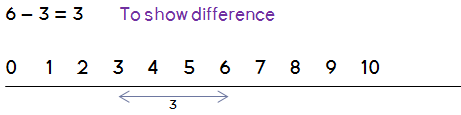 6 – 3 = 3 To show difference
0 1 2 3 4 5 6 7 8 9 10
3